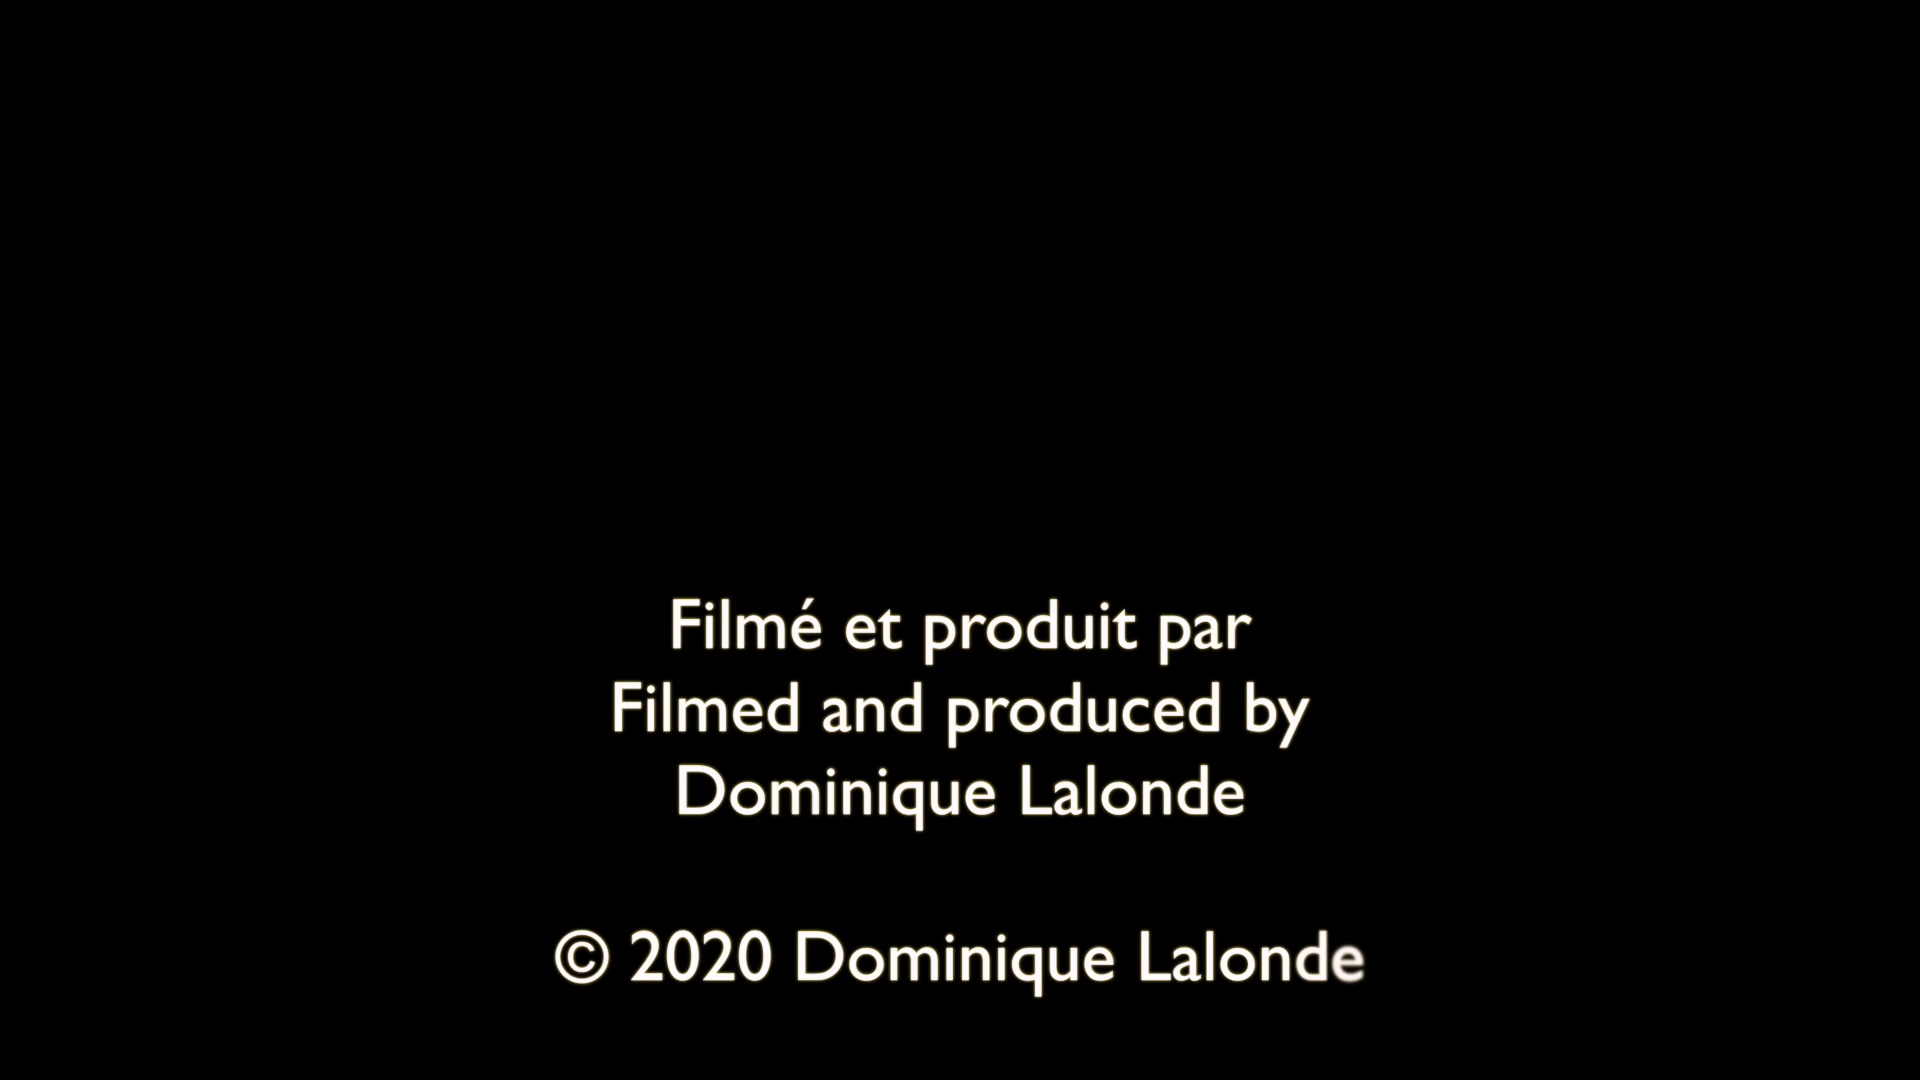 Filmé et produit par
Filmed and produced by
Dominique Lalonde
© 2020 Dominique Lalonde